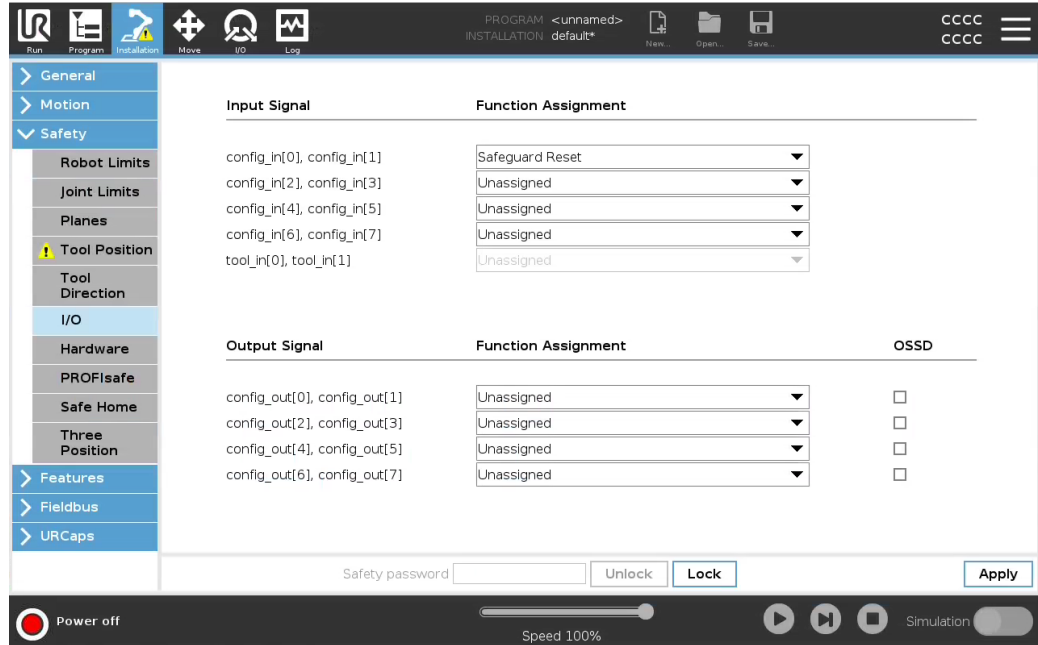 UR
PROGRAM <unnamed>
INSTALLATION default*
CCCC
CCCC
Run
Program
Installation
Move
I/O
Log
New...
Open...
Save...
General
Motion
Safety
Robot Limits
Joint Limits
Planes
Tool Position
Tool
Direction
I/O
Hardware
PROFIsafe
Safe Home
Three
Position
Features
Fieldbus
URCaps
Input Signal Function Assignment
config_in[0], config_in[1] Safeguard Reset
config_in[2], config_in[3] Unassigned
config_in[4], config_in[5] Unassigned
config_in[6], config_in[7] Unassigned
tool_in[0], tool_in[1] Unassigned
Output Signal Function Assignment OSSD
config_out[0], config_out[1] Unassigned
config_out[2], config_out[3] Unassigned
config_out[4], config_out[5] Unassigned
config_out[6], config_out[7] Unassigned
Safety password Unlock Lock Apply
Power off
Speed 100%
Simulation